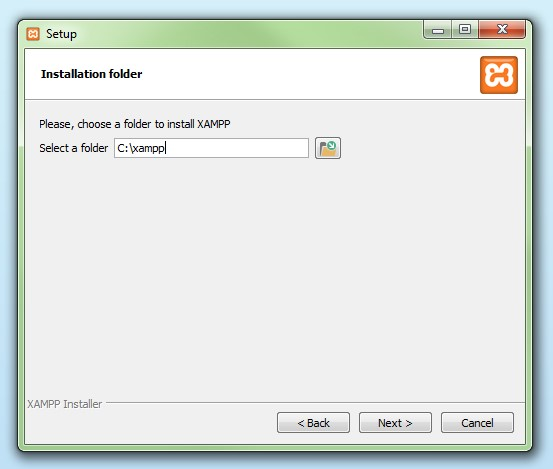 Setup
Installation folder
Please, choose a folder to install XAMPP
Select a folder C:\xampp
XAMPP Installer
< Back Next > Cancel